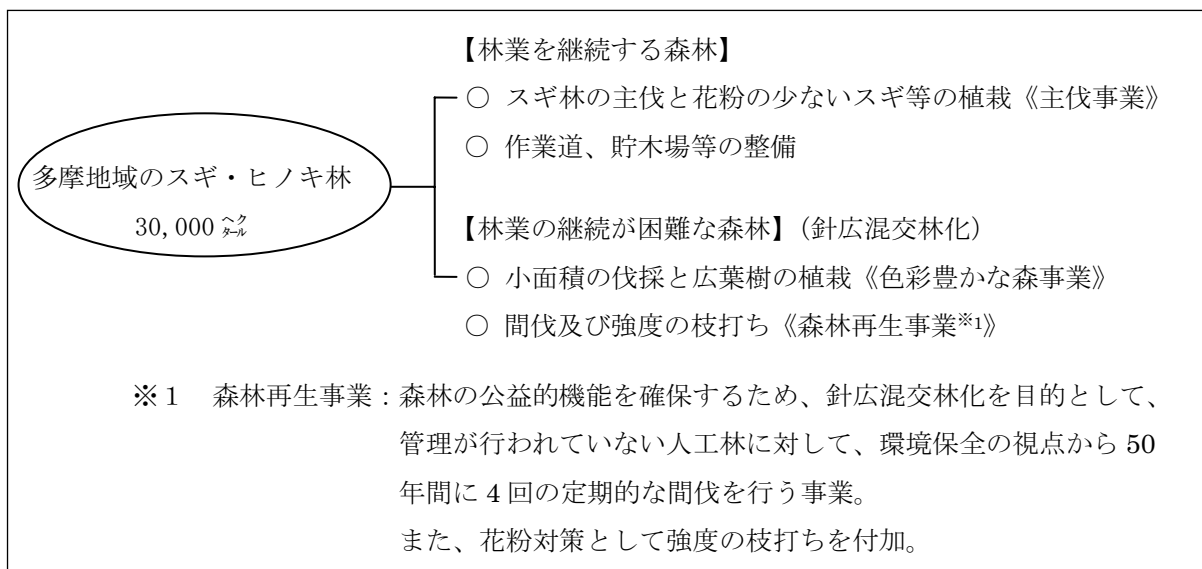 【林業を継続する森林】
○ スギ林の主伐と花粉の少ないスギ等の植栽《主伐事業》
○ 作業道、貯木場等の整備
多摩地域のスギ・ヒノキ林
30,000 ㌶
【林業の継続が困難な森林】（針広混交林化）
○ 小面積の伐採と広葉樹の植栽《色彩豊かな森事業》
○ 間伐及び強度の枝打ち《森林再生事業※1》
※１ 森林再生事業：森林の公益的機能を確保するため、針広混交林化を目的として、
管理が行われていない人工林に対して、環境保全の視点から 50
年間に 4 回の定期的な間伐を行う事業。
また、花粉対策として強度の枝打ちを付加。